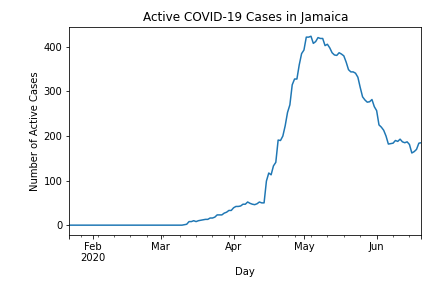 Active COVID-19 Cases in Jamaica
400
300
200
100
0
Number of Active Cases
Feb
2020
Mar
Apr
May
Jun
Day